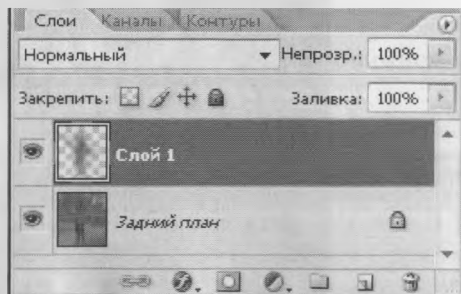 Слои Каналы Контуры
Нормальный Непрозр.: 100%
Закрепить: Заливка: 100%
Слой 1
Задний план